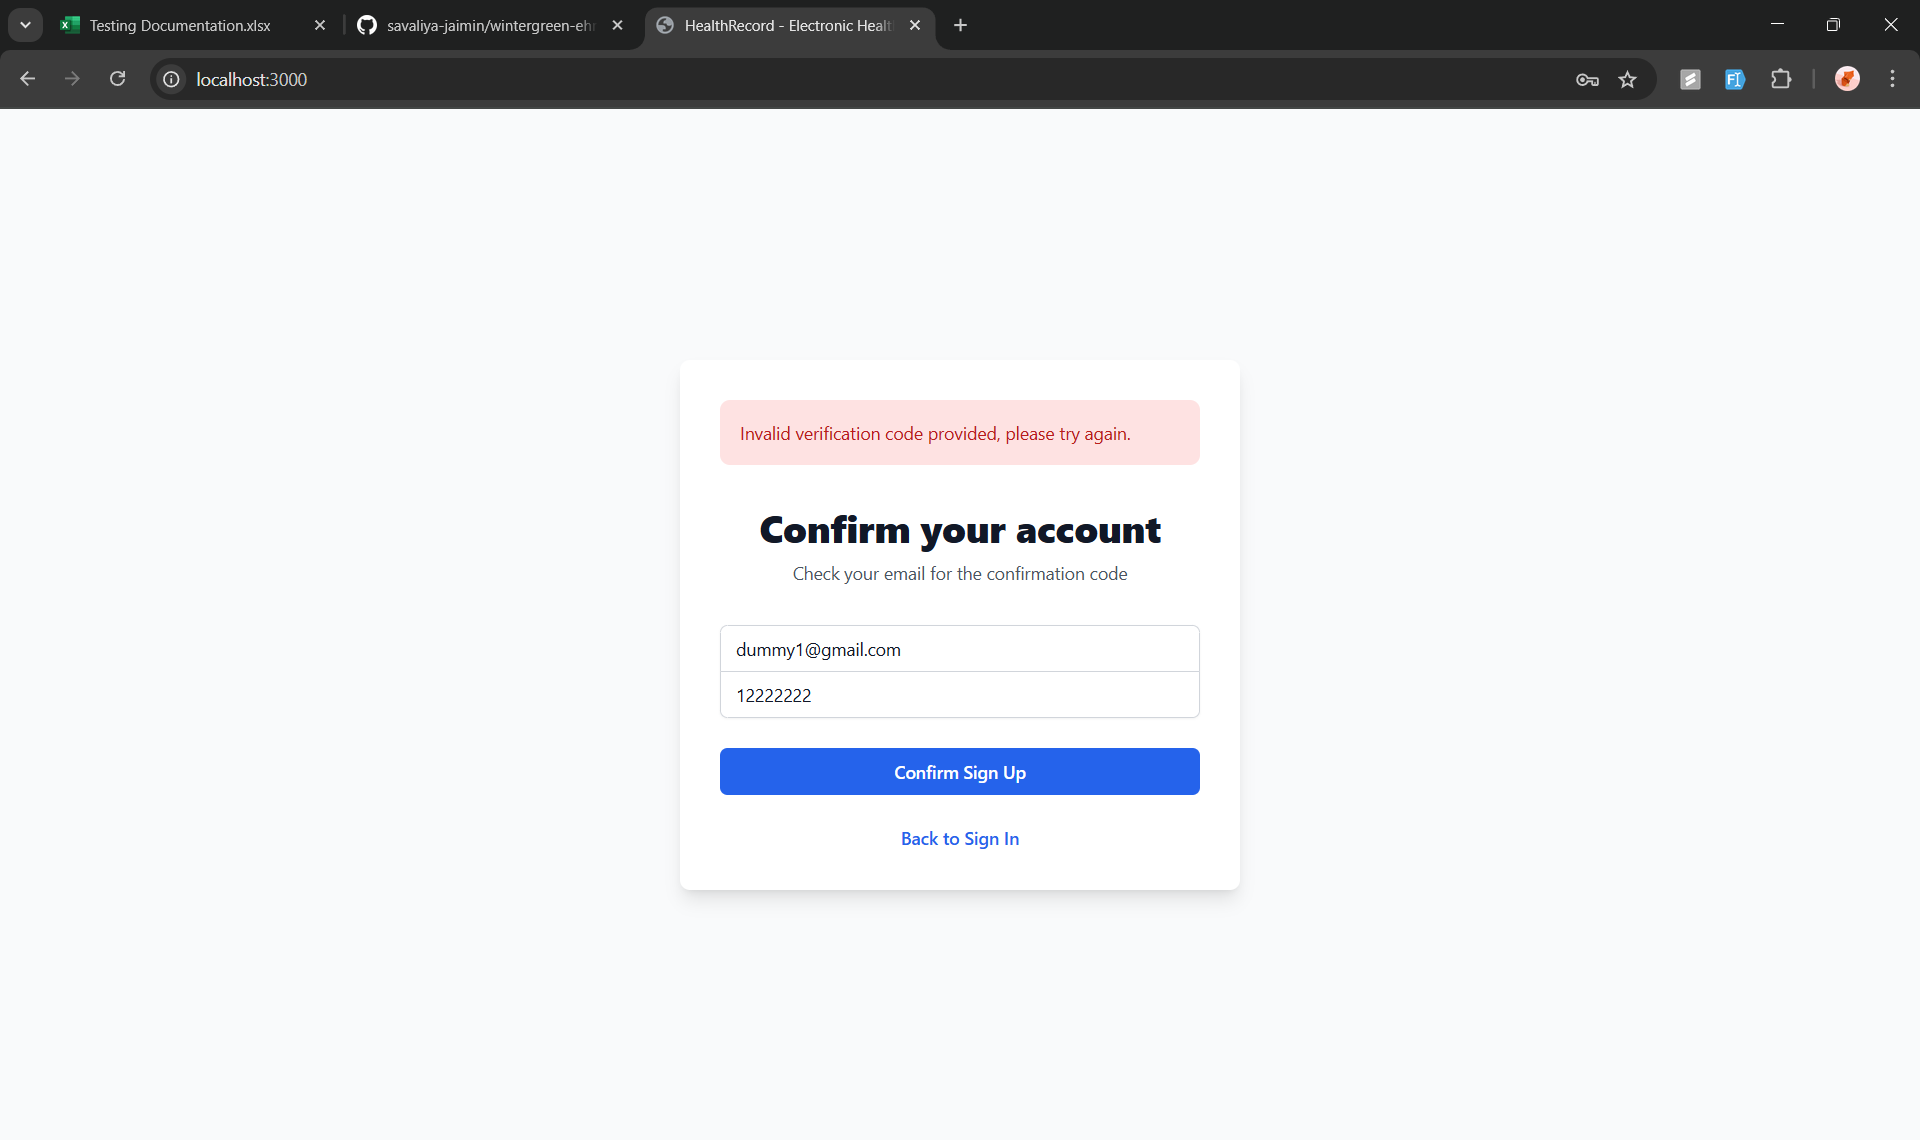 Testing Documentation.xlsx
savaliya-jaimin/wintergreen-eh
HealthRecord - Electronic Healt
localhost:3000
Invalid verification code provided, please try again.
Confirm your account
Check your email for the confirmation code
dummy1@gmail.com
12222222
Confirm Sign Up
Back to Sign In